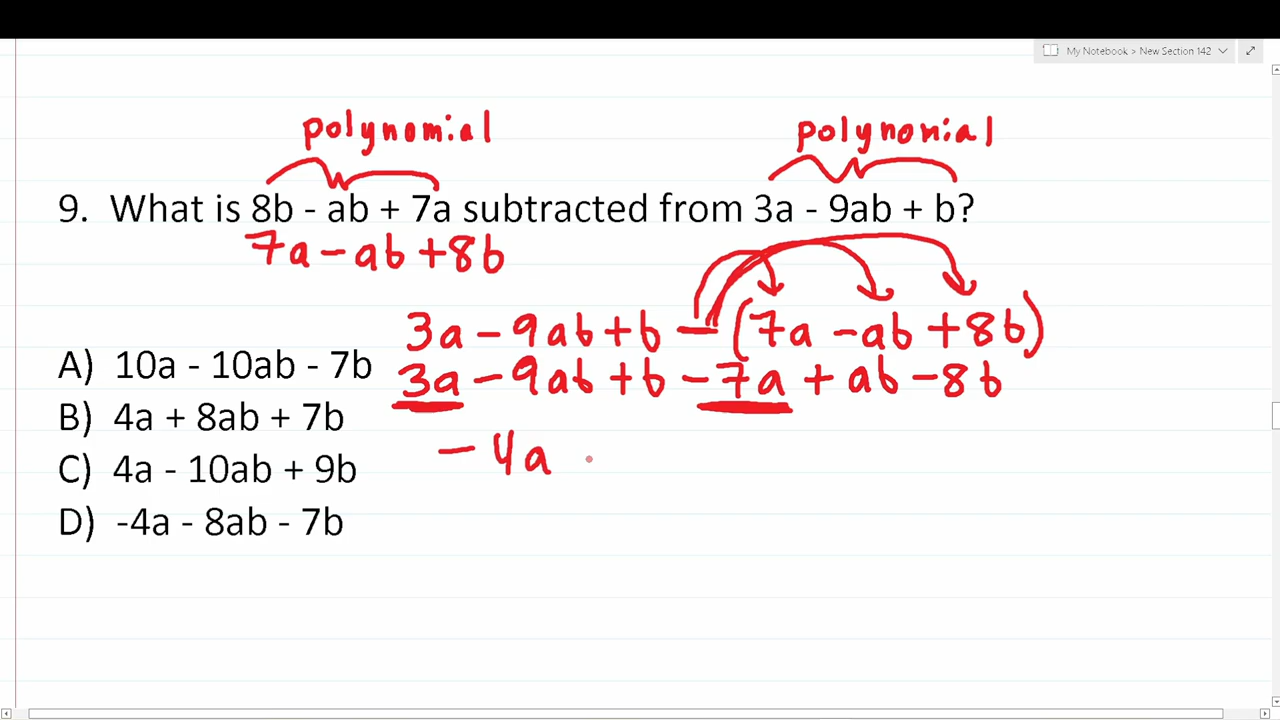 My Notebook > New Section 142
polynomial polynomial
9. What is 8b - ab + 7a subtracted from 3a - 9ab + b?
7a - ab + 8b
3a - 9ab + b - (7a - ab + 8b)
A) 10a - 10ab - 7b
3a - 9ab + b - 7a + ab - 8b
B) 4a + 8ab + 7b
- 4a
C) 4a - 10ab + 9b
D) -4a - 8ab - 7b